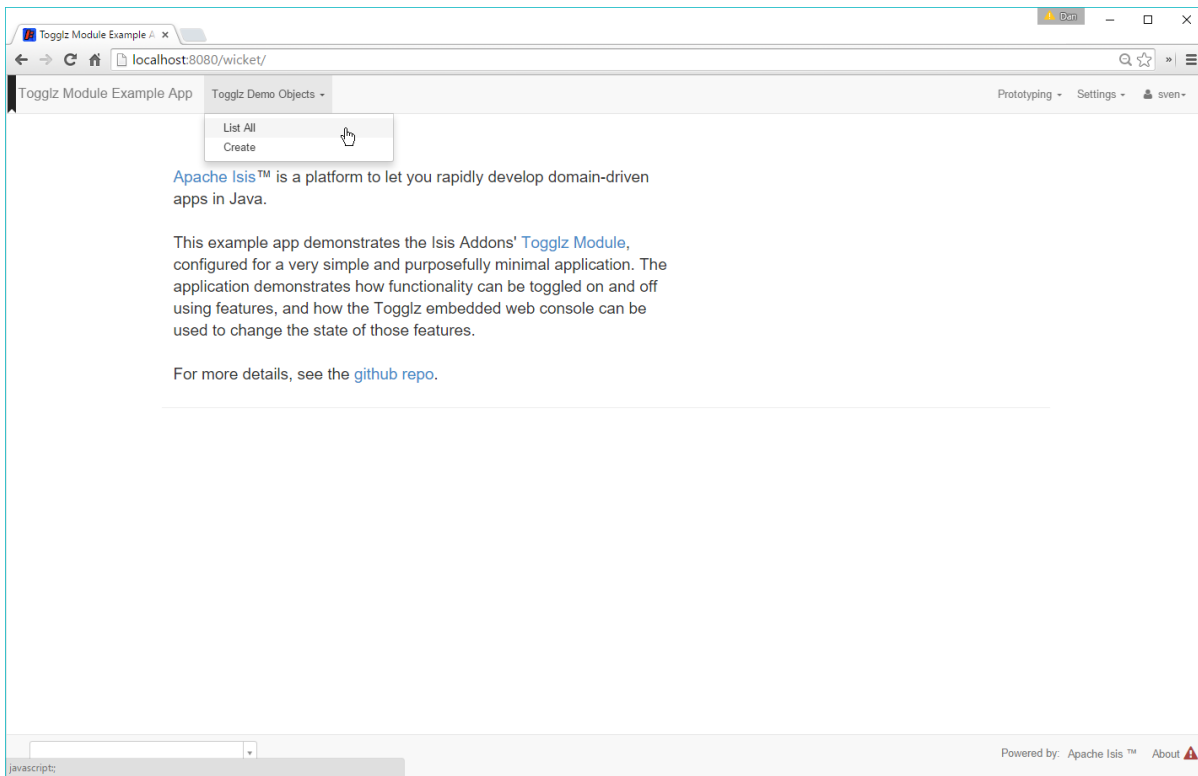 Dan
Togglz Module Example A
localhost:8080/wicket/
Togglz Module Example App Togglz Demo Objects Prototyping Settings sven
List All
Create
Apache Isis™ is a platform to let you rapidly develop domain-driven
apps in Java.
This example app demonstrates the Isis Addons' Togglz Module,
configured for a very simple and purposefully minimal application. The
application demonstrates how functionality can be toggled on and off
using features, and how the Togglz embedded web console can be
used to change the state of those features.
For more details, see the github repo.
Powered by: Apache Isis ™ About
javascript:;